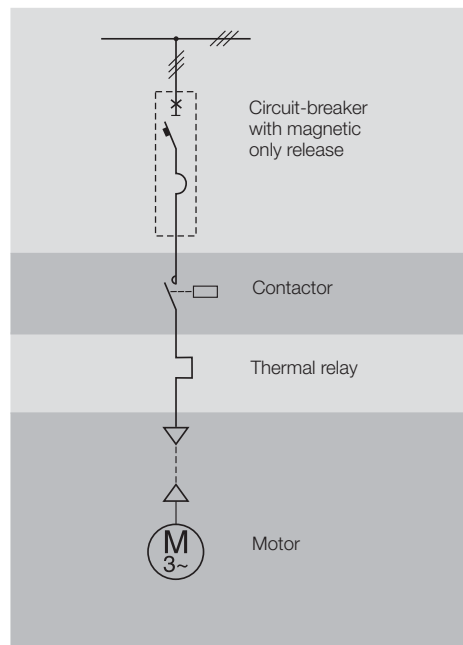 Circuit-breaker
with magnetic
only release
Contactor
Thermal relay
M
3~
Motor